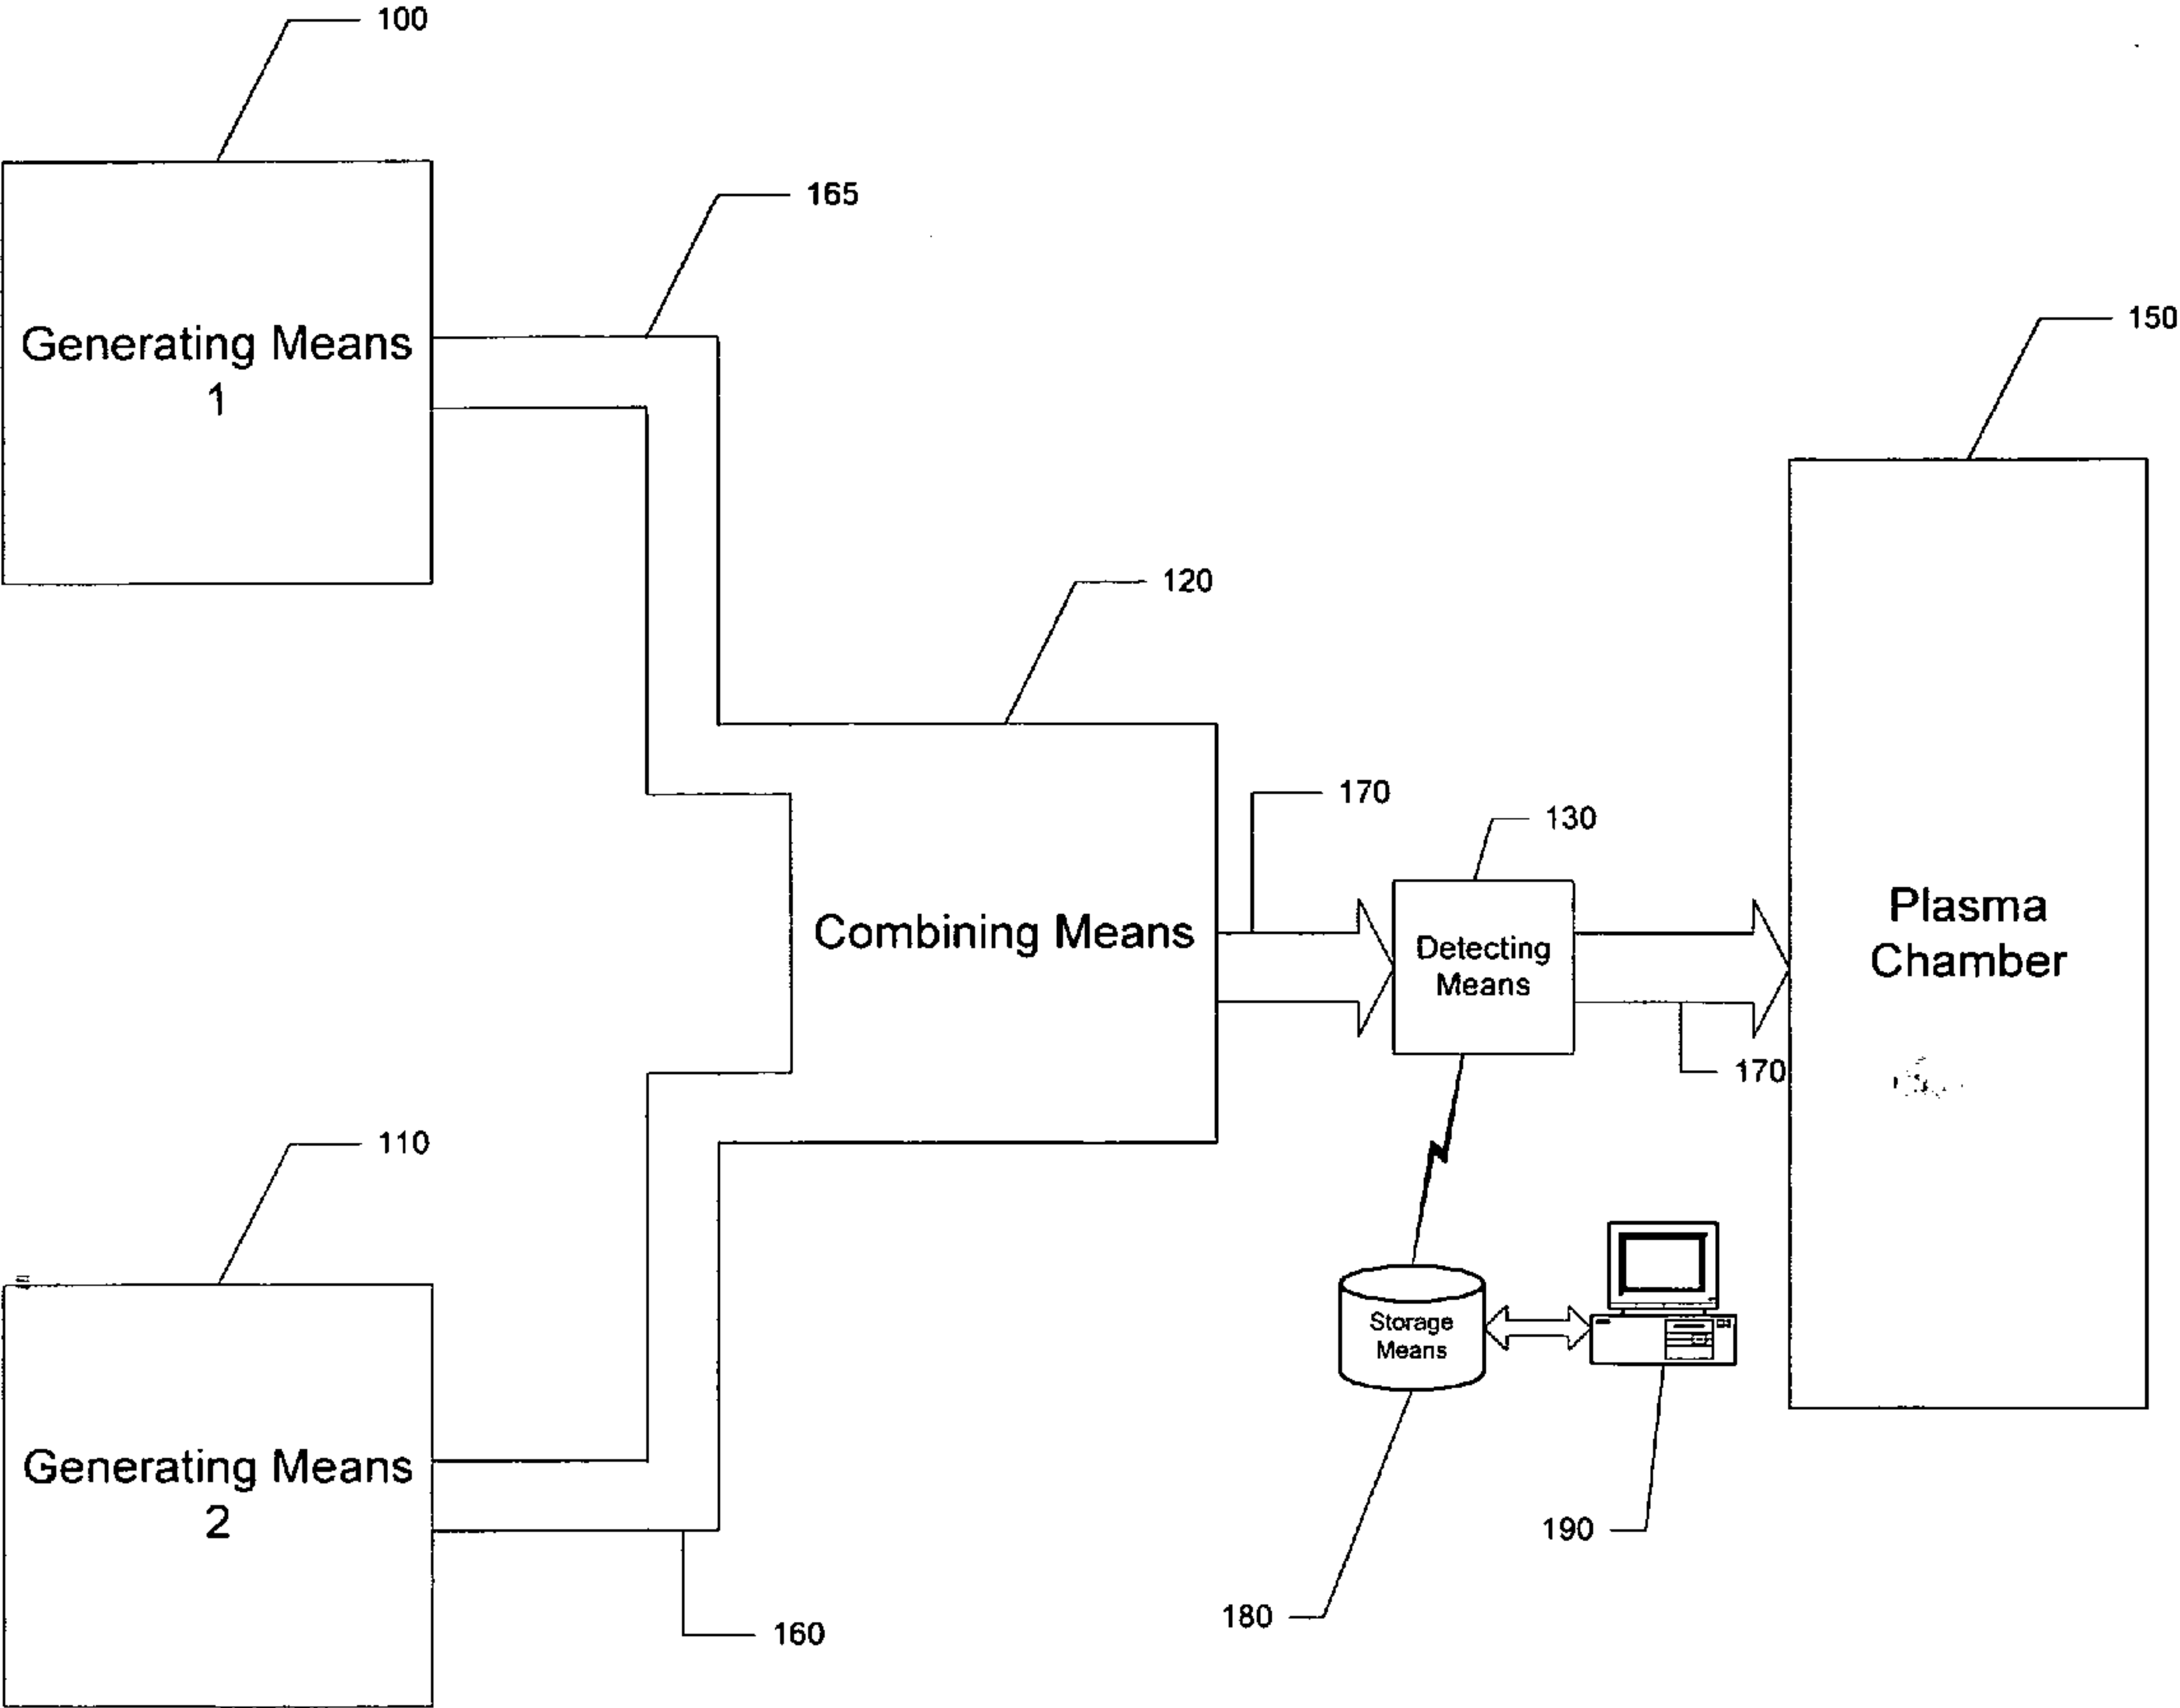 100
165
150
Generating Means
1
120
170
130
Combining Means
Detecting
Means
Plasma
Chamber
170
110
Storage
Means
Generating Means
2
190
180
160